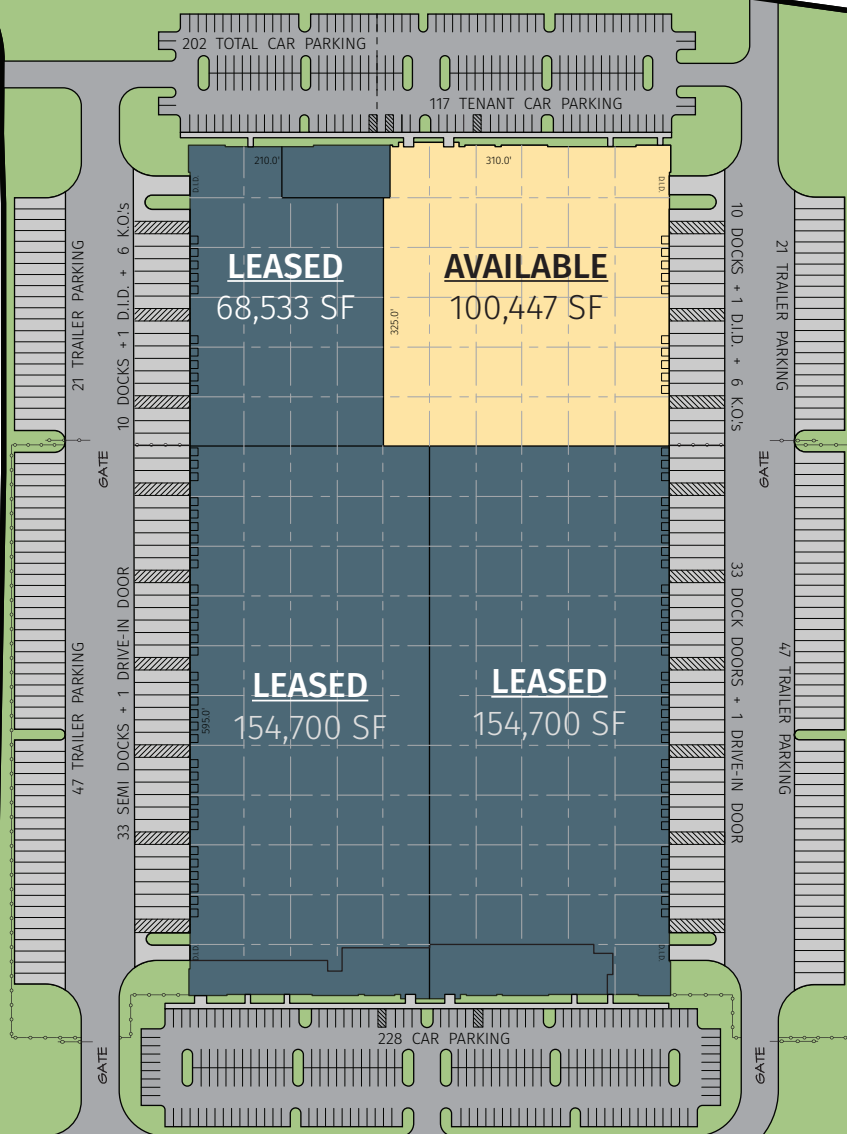 202 TOTAL CAR PARKING
117 TENANT CAR PARKING
210.0'
310.0'
D.I.D.
D.I.D.
LEASED
68,533 SF
AVAILABLE
100,447 SF
325.0'
21 TRAILER PARKING
10 DOCKS + 1 D.I.D. + 6 K.O.'s
10 DOCKS + 1 D.I.D. + 6 K.O.'s
21 TRAILER PARKING
GATE
GATE
47 TRAILER PARKING
33 SEMI DOCKS + 1 DRIVE-IN DOOR
595.0'
LEASED
154,700 SF
LEASED
154,700 SF
33 DOCK DOORS + 1 DRIVE-IN DOOR
47 TRAILER PARKING
D.I.D.
D.I.D.
228 CAR PARKING
GATE
GATE